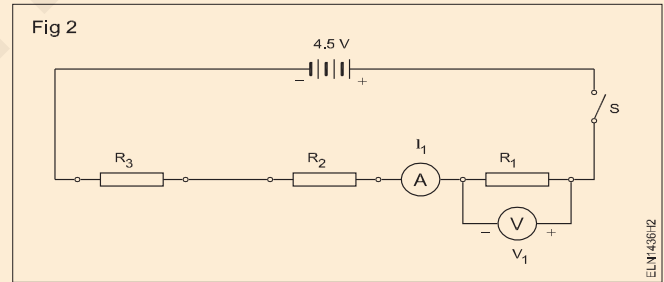 Fig 2
4.5 V
– +
S
I₁
R₃ R₂ A R₁
– V +
V₁
ELN1436H2